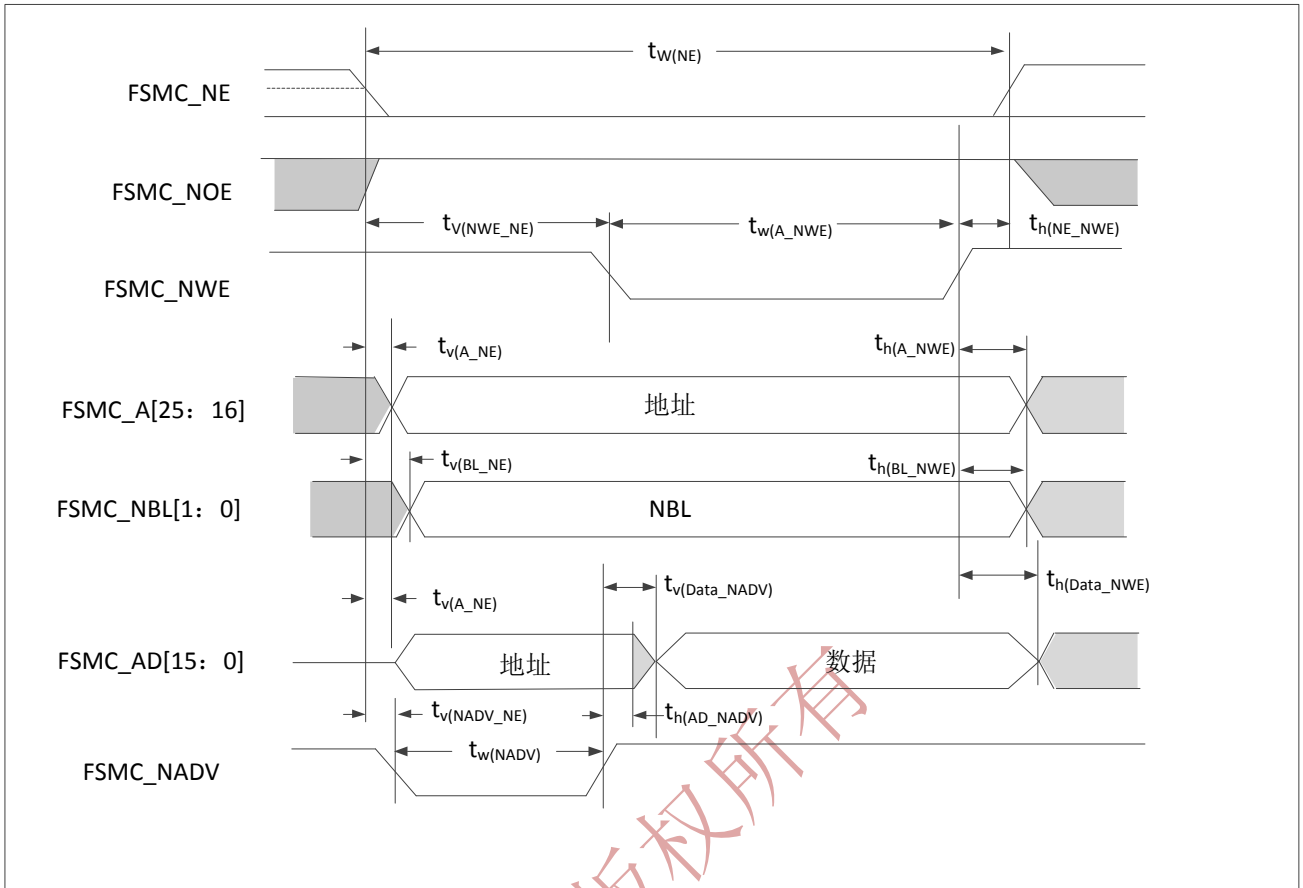 tW(NE)
FSMC_NE
FSMC_NOE
tV(NWE_NE)
tw(A_NWE)
th(NE_NWE)
FSMC_NWE
tv(A_NE)
th(A_NWE)
FSMC_A[25：16]
地址
tv(BL_NE)
th(BL_NWE)
FSMC_NBL[1：0]
NBL
tv(A_NE)
tv(Data_NADV)
th(Data_NWE)
FSMC_AD[15：0]
地址
数据
tv(NADV_NE)
th(AD_NADV)
tw(NADV)
FSMC_NADV
版权所有